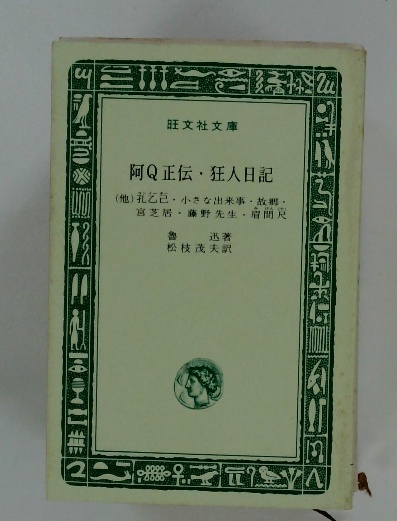 旺文社文庫
阿Q正伝・狂人日記
(他)孔乙己・小さな出来事・故郷・
宮芝居・藤野先生・眉間尺
魯 迅著
松枝茂夫訳